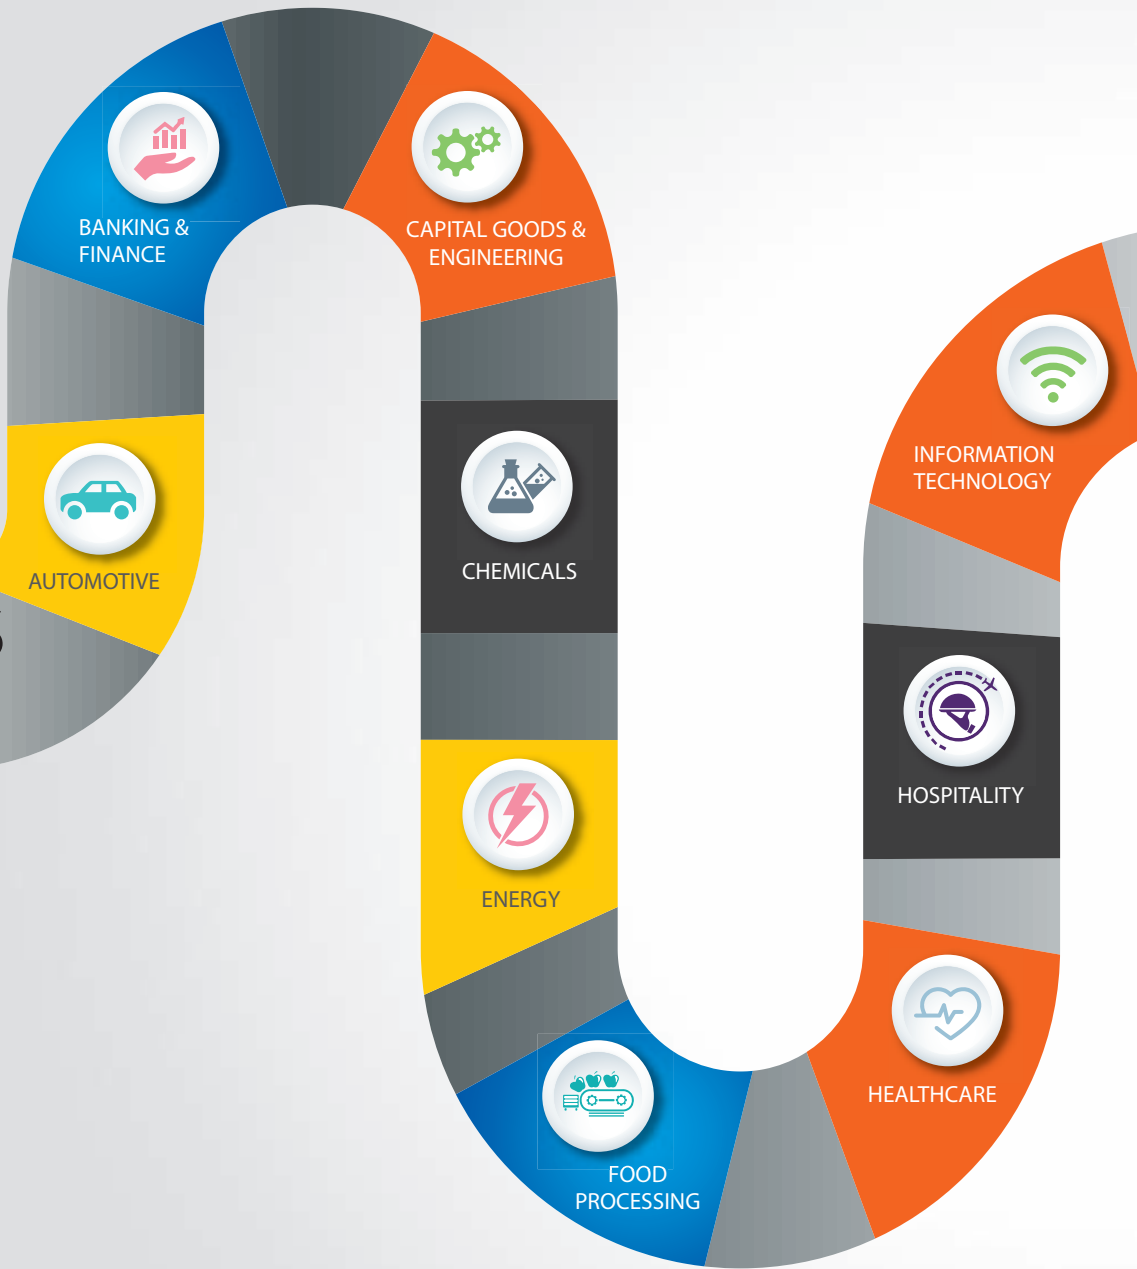 BANKING &
FINANCE
CAPITAL GOODS &
ENGINEERING
INFORMATION
TECHNOLOGY
AUTOMOTIVE
CHEMICALS
HOSPITALITY
ENERGY
HEALTHCARE
FOOD
PROCESSING